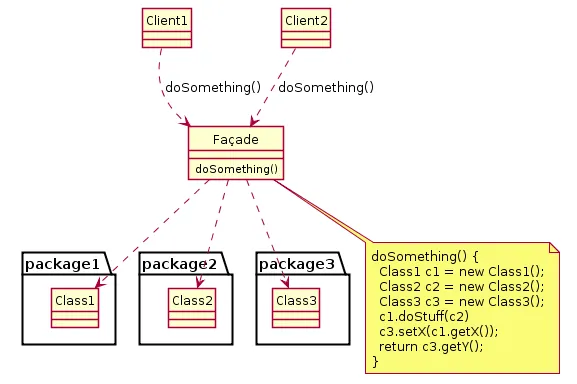 Client1
Client2
doSomething()
doSomething()
Façade
doSomething()
package1
package2
package3
Class1
Class2
Class3
doSomething() {
Class1 c1 = new Class1();
Class2 c2 = new Class2();
Class3 c3 = new Class3();
c1.doStuff(c2)
c3.setX(c1.getX());
return c3.getY();
}